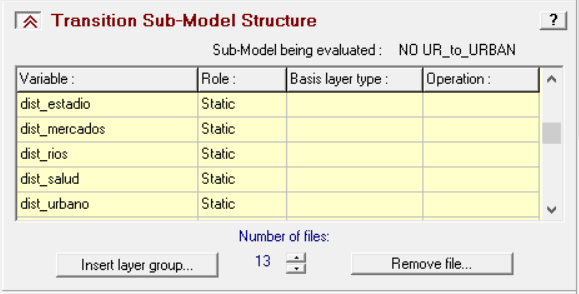 Transition Sub-Model Structure ?
Sub-Model being evaluated : NO UR_to_URBAN
Variable : Role : Basis layer type : Operation :
dist_estadio Static
dist_mercados Static
dist_rios Static
dist_salud Static
dist_urbano Static
Number of files:
Insert layer group... 13 Remove file...